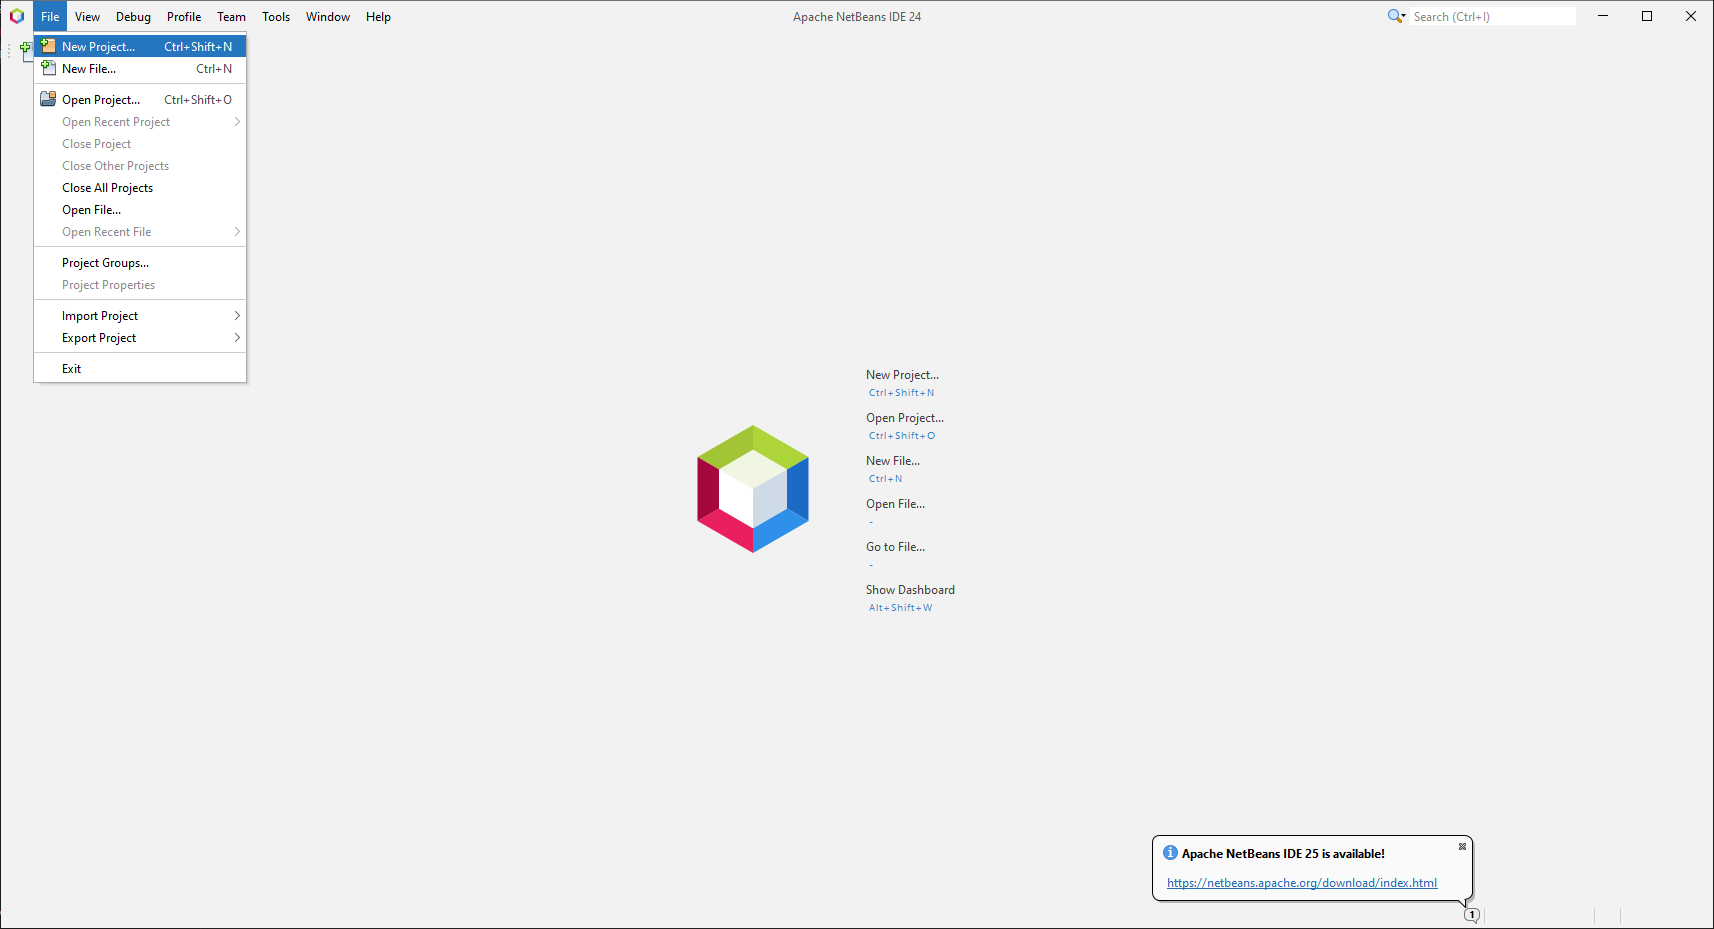 File View Debug Profile Team Tools Window Help
Apache NetBeans IDE 24
Search (Ctrl+I)
New Project... Ctrl+Shift+N
New File... Ctrl+N
Open Project... Ctrl+Shift+O
Open Recent Project
Close Project
Close Other Projects
Close All Projects
Open File...
Open Recent File
Project Groups...
Project Properties
Import Project
Export Project
Exit
New Project...
Ctrl+Shift+N
Open Project...
Ctrl+Shift+O
New File...
Ctrl+N
Open File...
-
Go to File...
-
Show Dashboard
Alt+Shift+W
Apache NetBeans IDE 25 is available!
https://netbeans.apache.org/download/index.html
1